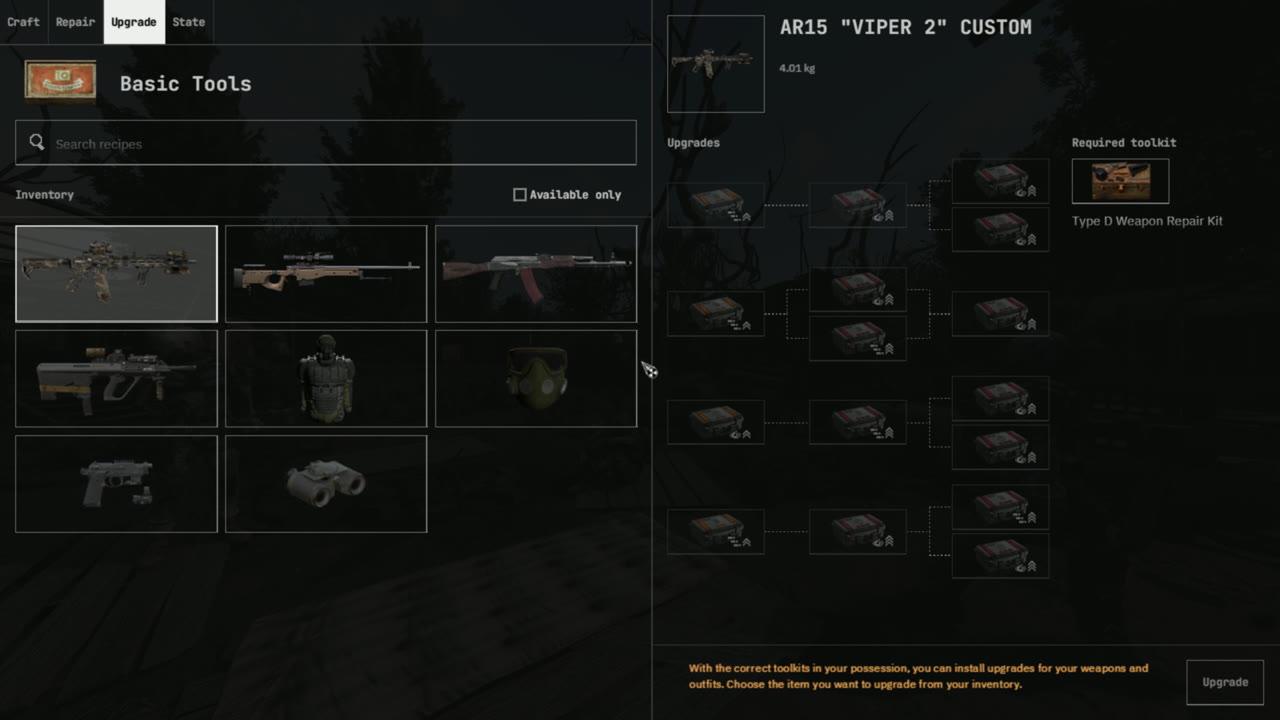 Craft
Repair
Upgrade
State
Basic Tools
Search recipes
Inventory
Available only
AR15 "VIPER 2" CUSTOM
4.01 kg
Upgrades
Required toolkit
Type D Weapon Repair Kit
With the correct toolkits in your possession, you can install upgrades for your weapons and
outfits. Choose the item you want to upgrade from your inventory.
Upgrade